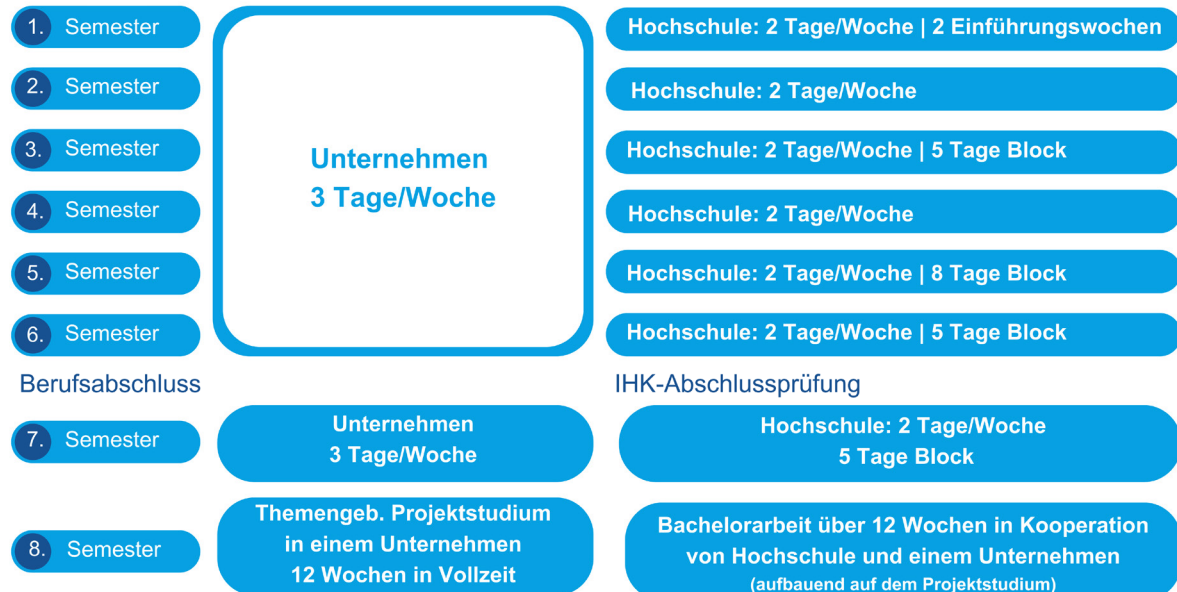 1. Semester
Hochschule: 2 Tage/Woche | 2 Einführungswochen
2. Semester
Hochschule: 2 Tage/Woche
3. Semester
Hochschule: 2 Tage/Woche | 5 Tage Block
Unternehmen
3 Tage/Woche
4. Semester
Hochschule: 2 Tage/Woche
5. Semester
Hochschule: 2 Tage/Woche | 8 Tage Block
6. Semester
Hochschule: 2 Tage/Woche | 5 Tage Block
Berufsabschluss
IHK-Abschlussprüfung
7. Semester
Unternehmen
3 Tage/Woche
Hochschule: 2 Tage/Woche
5 Tage Block
8. Semester
Themengeb. Projektstudium
in einem Unternehmen
12 Wochen in Vollzeit
Bachelorarbeit über 12 Wochen in Kooperation
von Hochschule und einem Unternehmen
(aufbauend auf dem Projektstudium)